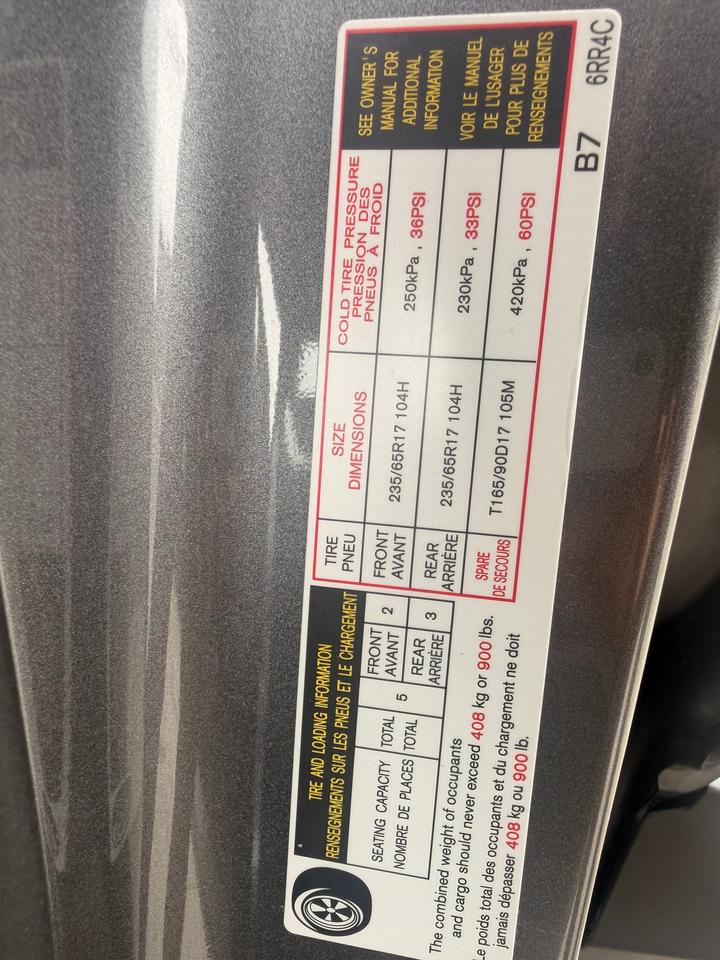 TIRE AND LOADING INFORMATION
RENSEIGNEMENTS SUR LES PNEUS ET LE CHARGEMENT
SEATING CAPACITY TOTAL 5 FRONT 2
NOMBRE DE PLACES TOTAL AVANT
REAR 3
ARRIÈRE
The combined weight of occupants
and cargo should never exceed 408 kg or 900 lbs.
Le poids total des occupants et du chargement ne doit
jamais dépasser 408 kg ou 900 lb.
TIRE
PNEU
SIZE
DIMENSIONS
COLD TIRE PRESSURE
PRESSION DES
PNEUS À FROID
FRONT
AVANT
235/65R17 104H
250kPa , 36PSI
REAR
ARRIÈRE
235/65R17 104H
230kPa , 33PSI
SPARE
DE SECOURS
T165/90D17 105M
420kPa , 60PSI
SEE OWNER'S
MANUAL FOR
ADDITIONAL
INFORMATION
VOIR LE MANUEL
DE L'USAGER
POUR PLUS DE
RENSEIGNEMENTS
B7 6RR4C